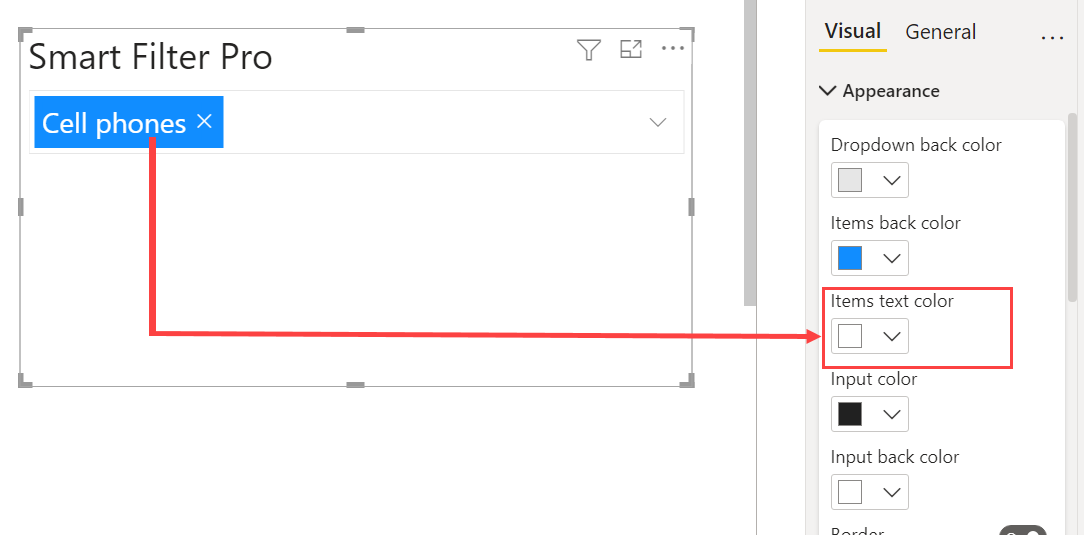 Smart Filter Pro
Cell phones ×
Visual General
Appearance
Dropdown back color
Items back color
Items text color
Input color
Input back color
Border